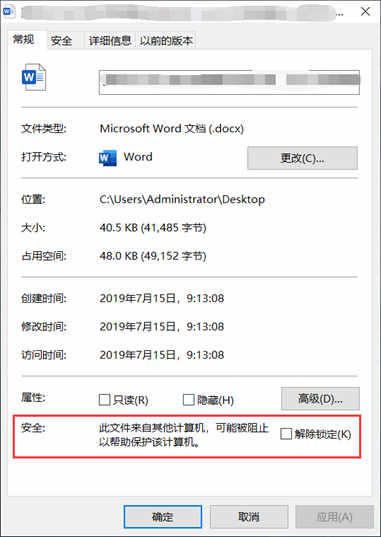 ...
常规 安全 详细信息 以前的版本
W
文件类型: Microsoft Word 文档 (.docx)
打开方式: Word 更改(C)...
位置: C:\Users\Administrator\Desktop
大小: 40.5 KB (41,485 字节)
占用空间: 48.0 KB (49,152 字节)
创建时间: 2019年7月15日，9:13:08
修改时间: 2019年7月15日，9:13:08
访问时间: 2019年7月15日，9:13:08
属性: 只读(R) 隐藏(H) 高级(D)...
安全: 此文件来自其他计算机，可能被阻止 解除锁定(K)
以帮助保护该计算机。
确定 取消 应用(A)